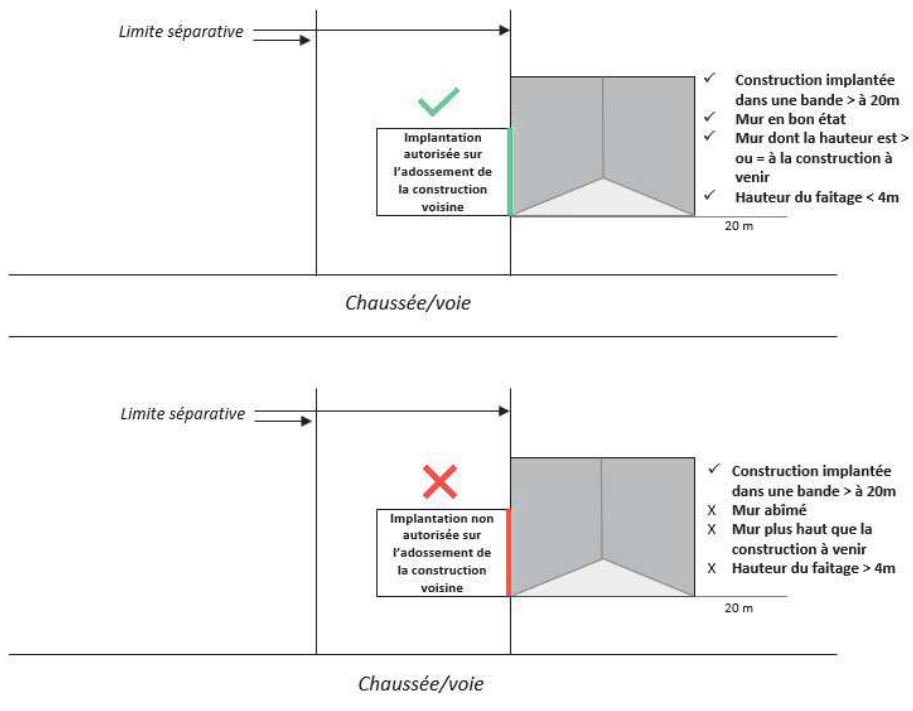 Limite séparative
✓ Construction implantée
dans une bande > à 20m
✓ Mur en bon état
✓ Mur dont la hauteur est >
ou = à la construction à
venir
✓ Hauteur du faitage < 4m
Implantation
autorisée sur
l'adossement de
la construction
voisine
20 m
Chaussée/voie
Limite séparative
✓ Construction implantée
dans une bande > à 20m
X Mur abîmé
X Mur plus haut que la
construction à venir
X Hauteur du faitage > 4m
Implantation non
autorisée sur
l'adossement de
la construction
voisine
20 m
Chaussée/voie